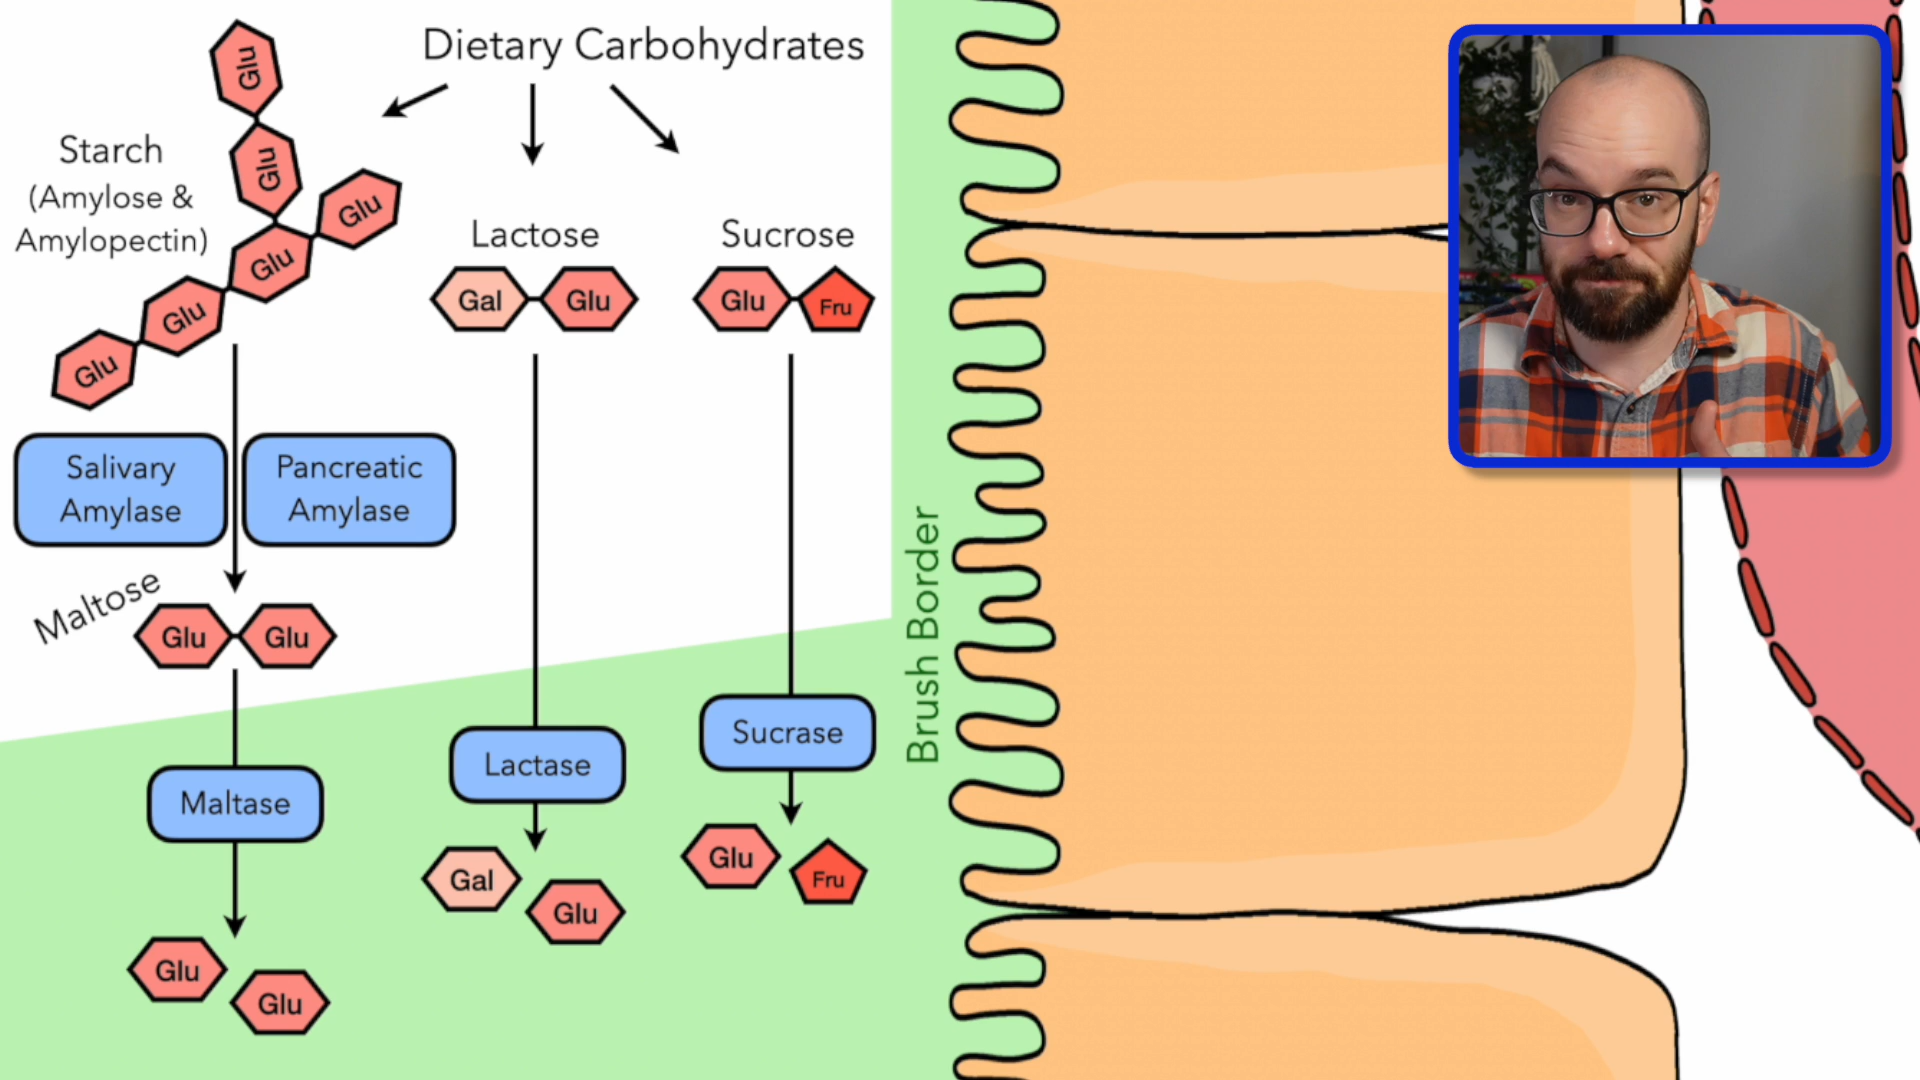 Dietary Carbohydrates
Glu
Glu
Glu
Glu
Glu
Glu
Starch
(Amylose &
Amylopectin)
Lactose
Gal
Glu
Sucrose
Glu
Fru
Salivary
Amylase
Pancreatic
Amylase
Maltose
Glu
Glu
Maltase
Glu
Glu
Lactase
Gal
Glu
Sucrase
Glu
Fru
Brush Border